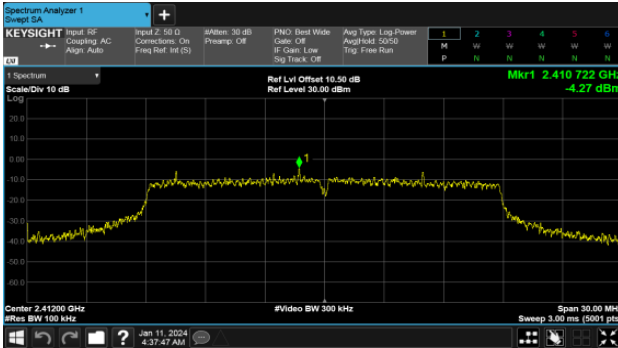 Spectrum Analyzer 1
Swept SA
+
KEYSIGHT
Input: RF
Coupling: AC
Align: Auto
Input Z: 50 Ω
Corrections: On
Freq Ref: Int (S)
#Atten: 30 dB
Preamp: Off
PNO: Best Wide
Gate: Off
IF Gain: Low
Sig Track: Off
Avg Type: Log-Power
Avg|Hold: 50/50
Trig: Free Run
1 2 3 4 5 6
M W W W W W
P N N N N N
LXI
1 Spectrum
Scale/Div 10 dB
Ref Lvl Offset 10.50 dB
Ref Level 30.00 dBm
Mkr1 2.410 722 GHz
-4.27 dBm
Log
20.0
10.0
0.00
-10.0
-20.0
-30.0
-40.0
-50.0
-60.0
1
Center 2.41200 GHz
#Res BW 100 kHz
#Video BW 300 kHz
Span 30.00 MH
Sweep 3.00 ms (5001 pts
?
Jan 11, 2024
4:37:47 AM